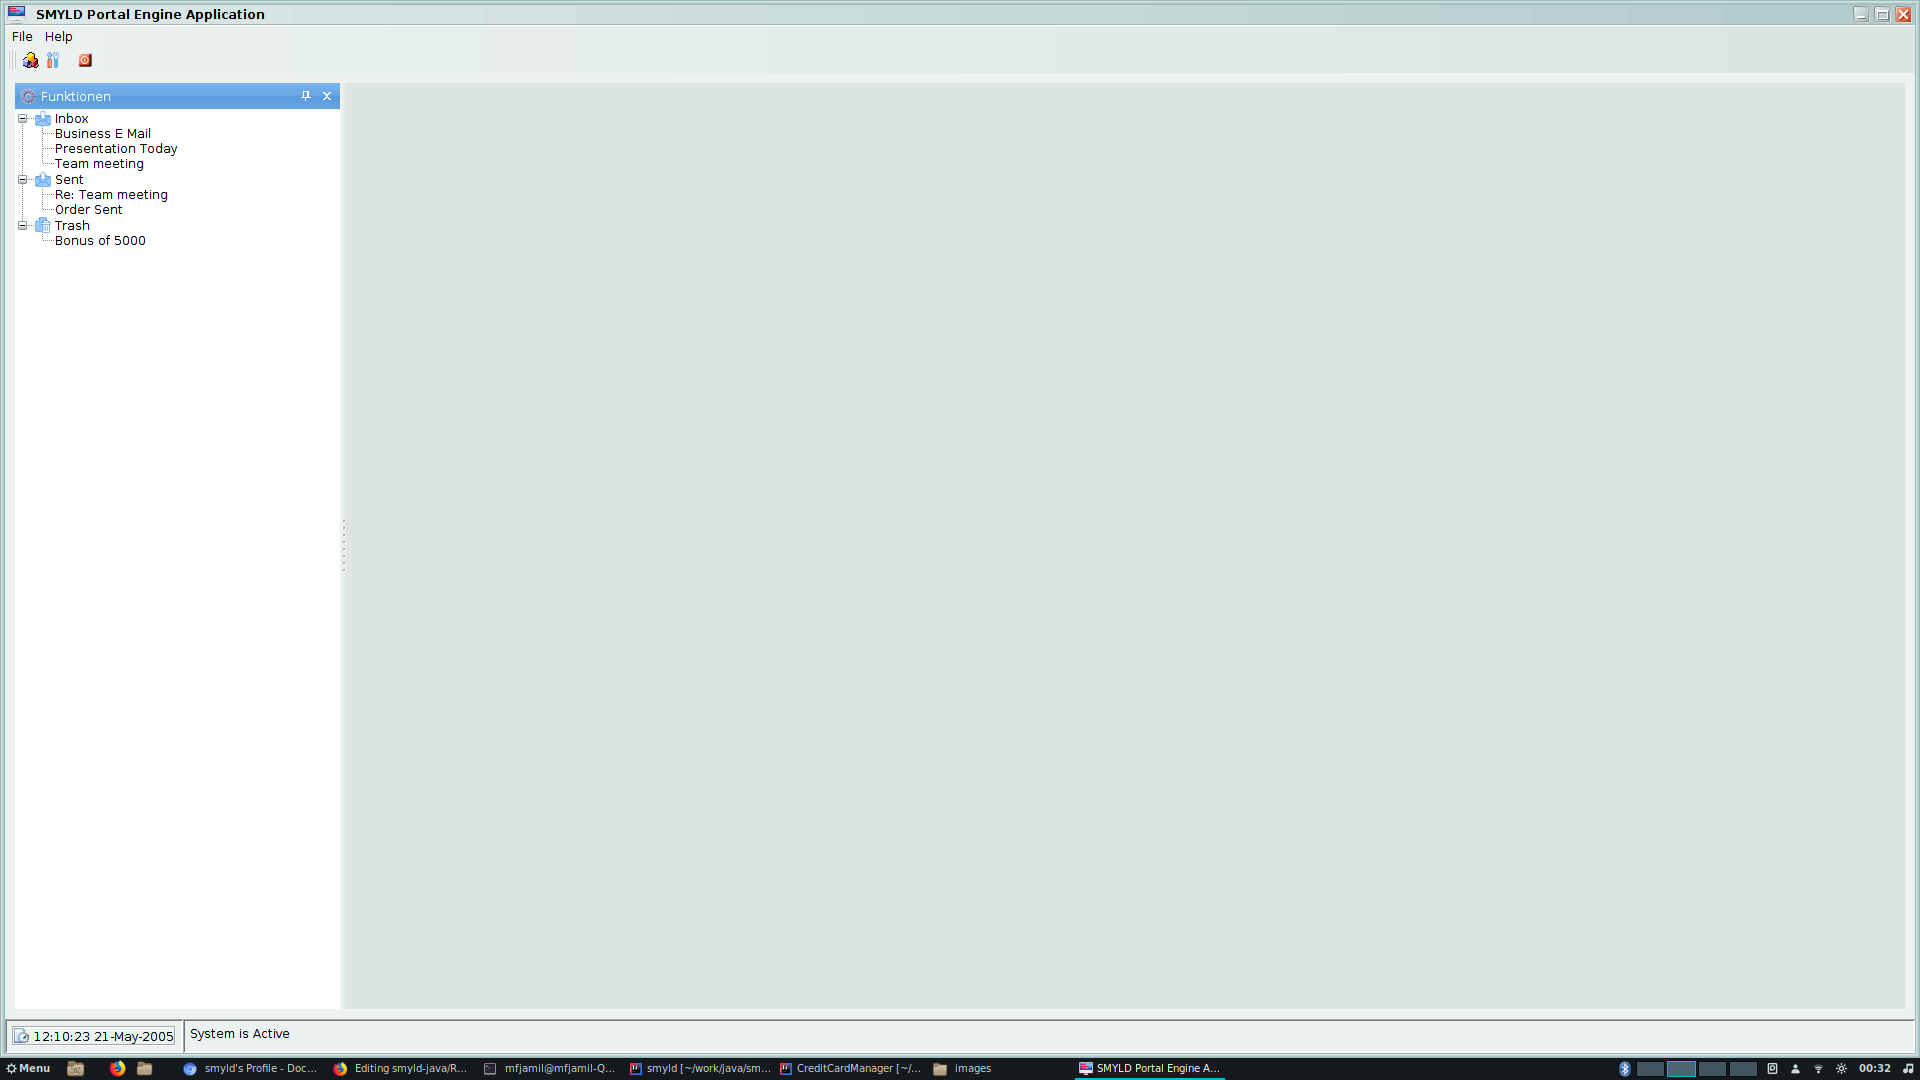 SMYLD Portal Engine Application
File Help
Funktionen
Inbox
Business E Mail
Presentation Today
Team meeting
Sent
Re: Team meeting
Order Sent
Trash
Bonus of 5000
12:10:23 21-May-2005 System is Active
Menu smyld's Profile - Doc... Editing smyld-java/R... mfjamil@mfjamil-Q... smyld [~/work/java/sm... CreditCardManager [~/... images SMYLD Portal Engine A... 00:32